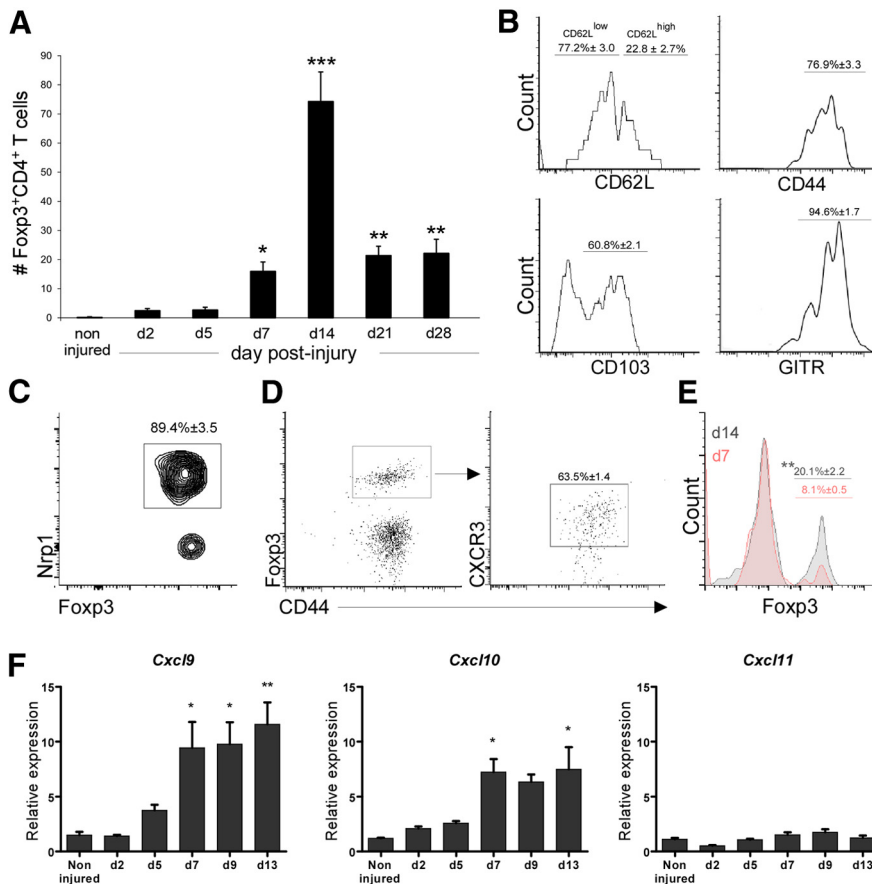 A
# Foxp3⁺CD4⁺ T cells
90
80
70
60
50
40
30
20
10
0
*
***
**
**
non injured
d2
d5
d7
d14
d21
d28
day post-injury
B
Count
CD62Llow
77.2%± 3.0
CD62Lhigh
22.8 ± 2.7%
CD62L
76.9%±3.3
CD44
Count
60.8%±2.1
CD103
94.6%±1.7
GITR
C
89.4%±3.5
Nrp1
Foxp3
D
Foxp3
CD44
63.5%±1.4
CXCR3
E
d14
d7
**
20.1%±2.2
8.1%±0.5
Count
Foxp3
F
Cxcl9
Relative expression
15
10
5
0
*
*
**
Non injured
d2
d5
d7
d9
d13
Cxcl10
Relative expression
15
10
5
0
*
*
Non injured
d2
d5
d7
d9
d13
Cxcl11
Relative expression
15
10
5
0
Non injured
d2
d5
d7
d9
d13